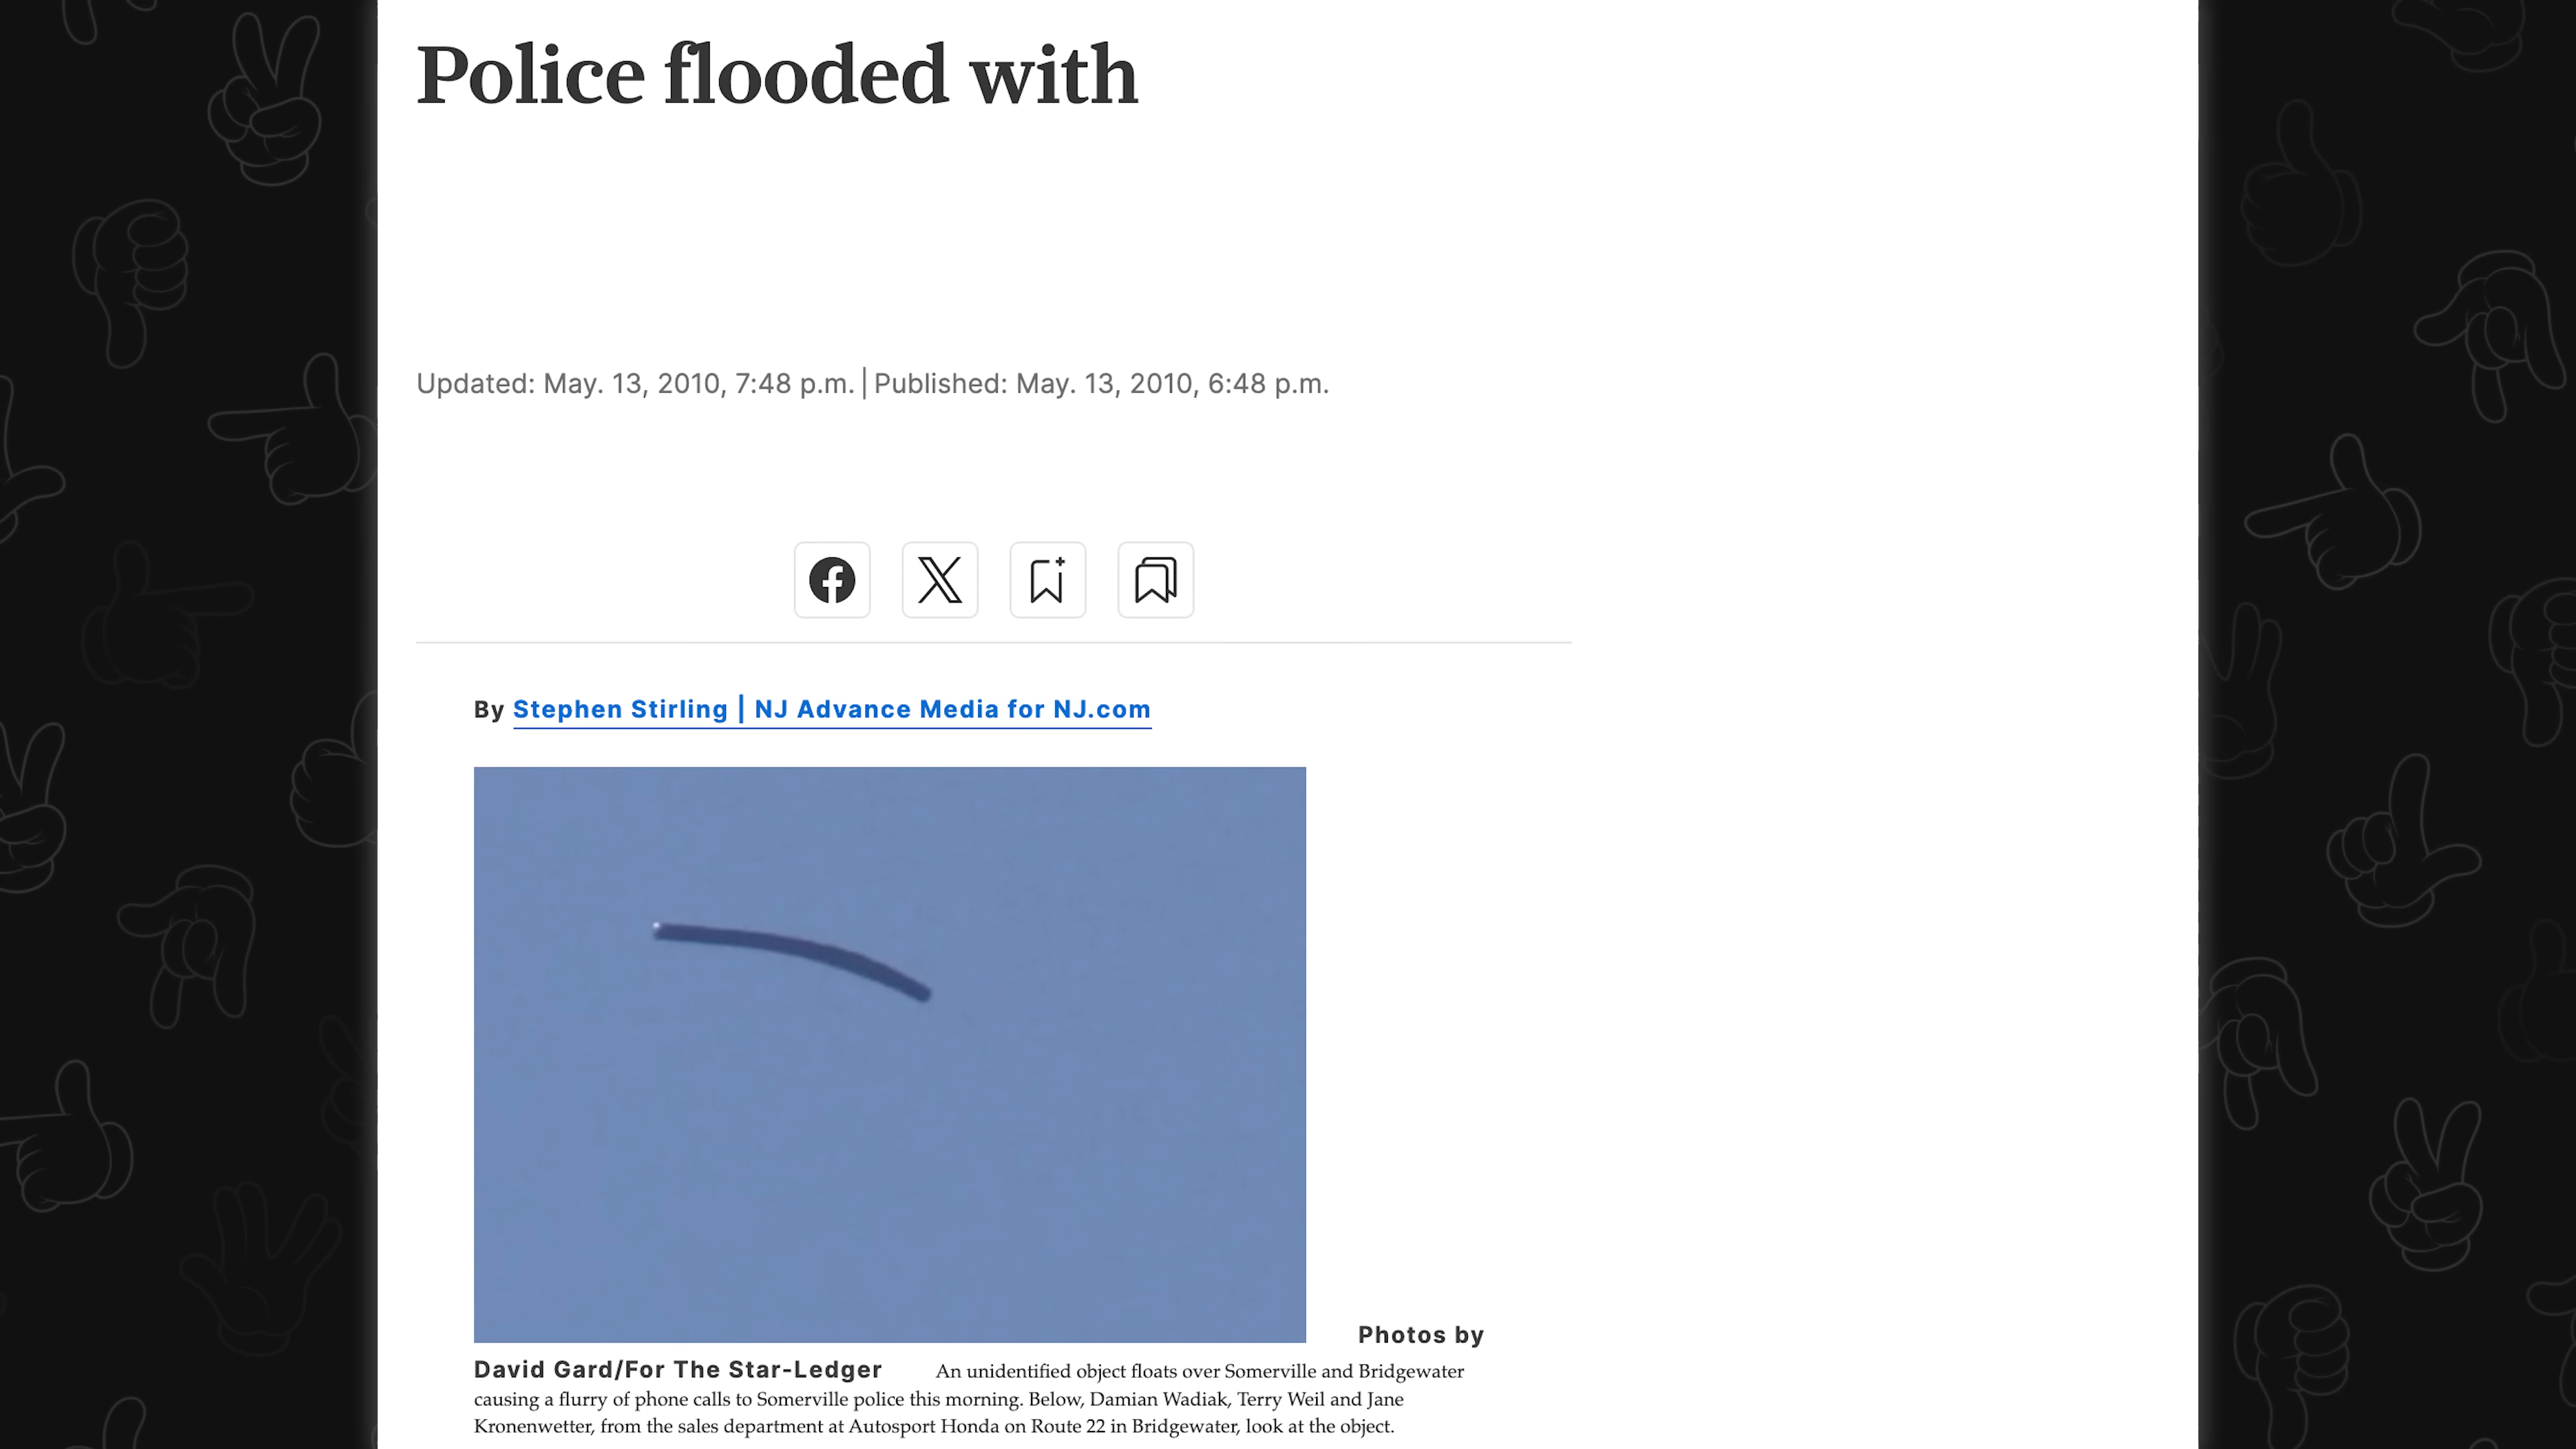 Police flooded with
Updated: May. 13, 2010, 7:48 p.m. | Published: May. 13, 2010, 6:48 p.m.
By Stephen Stirling | NJ Advance Media for NJ.com
Photos by
David Gard/For The Star-Ledger An unidentified object floats over Somerville and Bridgewater
causing a flurry of phone calls to Somerville police this morning. Below, Damian Wadiak, Terry Weil and Jane
Kronenwetter, from the sales department at Autosport Honda on Route 22 in Bridgewater, look at the object.